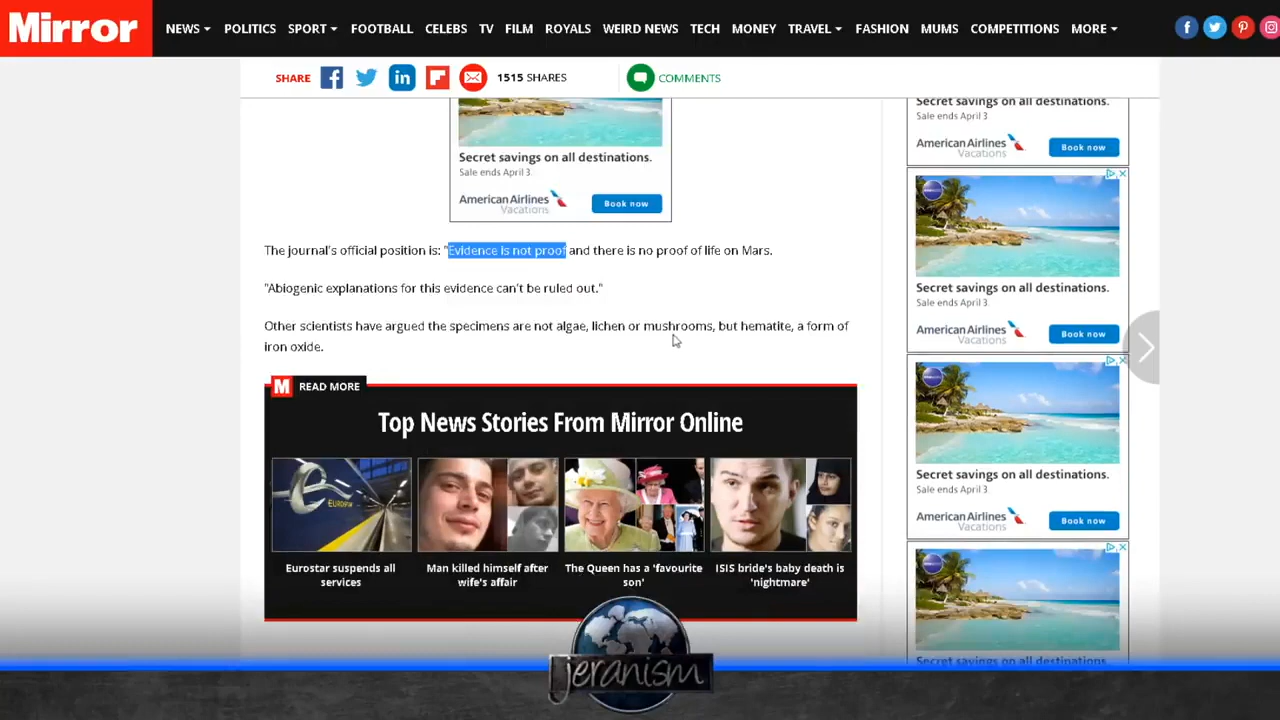 Mirror
NEWS POLITICS SPORT FOOTBALL CELEBS TV FILM ROYALS WEIRD NEWS TECH MONEY TRAVEL FASHION MUMS COMPETITIONS MORE
SHARE 1515 SHARES COMMENTS
Secret savings on all destinations.
Sale ends April 3.
American Airlines
Vacations
Book now
The journal's official position is: "Evidence is not proof and there is no proof of life on Mars.
"Abiogenic explanations for this evidence can't be ruled out."
Other scientists have argued the specimens are not algae, lichen or mushrooms, but hematite, a form of
iron oxide.
M READ MORE
Top News Stories From Mirror Online
EUROSTAR
Eurostar suspends all
services
Man killed himself after
wife's affair
The Queen has a 'favourite
son'
ISIS bride's baby death is
'nightmare'
Secret savings on all destinations.
Sale ends April 3
American Airlines
Vacations
Book now
Secret savings on all destinations.
Sale ends April 3
American Airlines
Vacations
Book now
Secret savings on all destinations.
Sale ends April 3
American Airlines
Vacations
Book now
Secret savings on all destinations.
jeranism